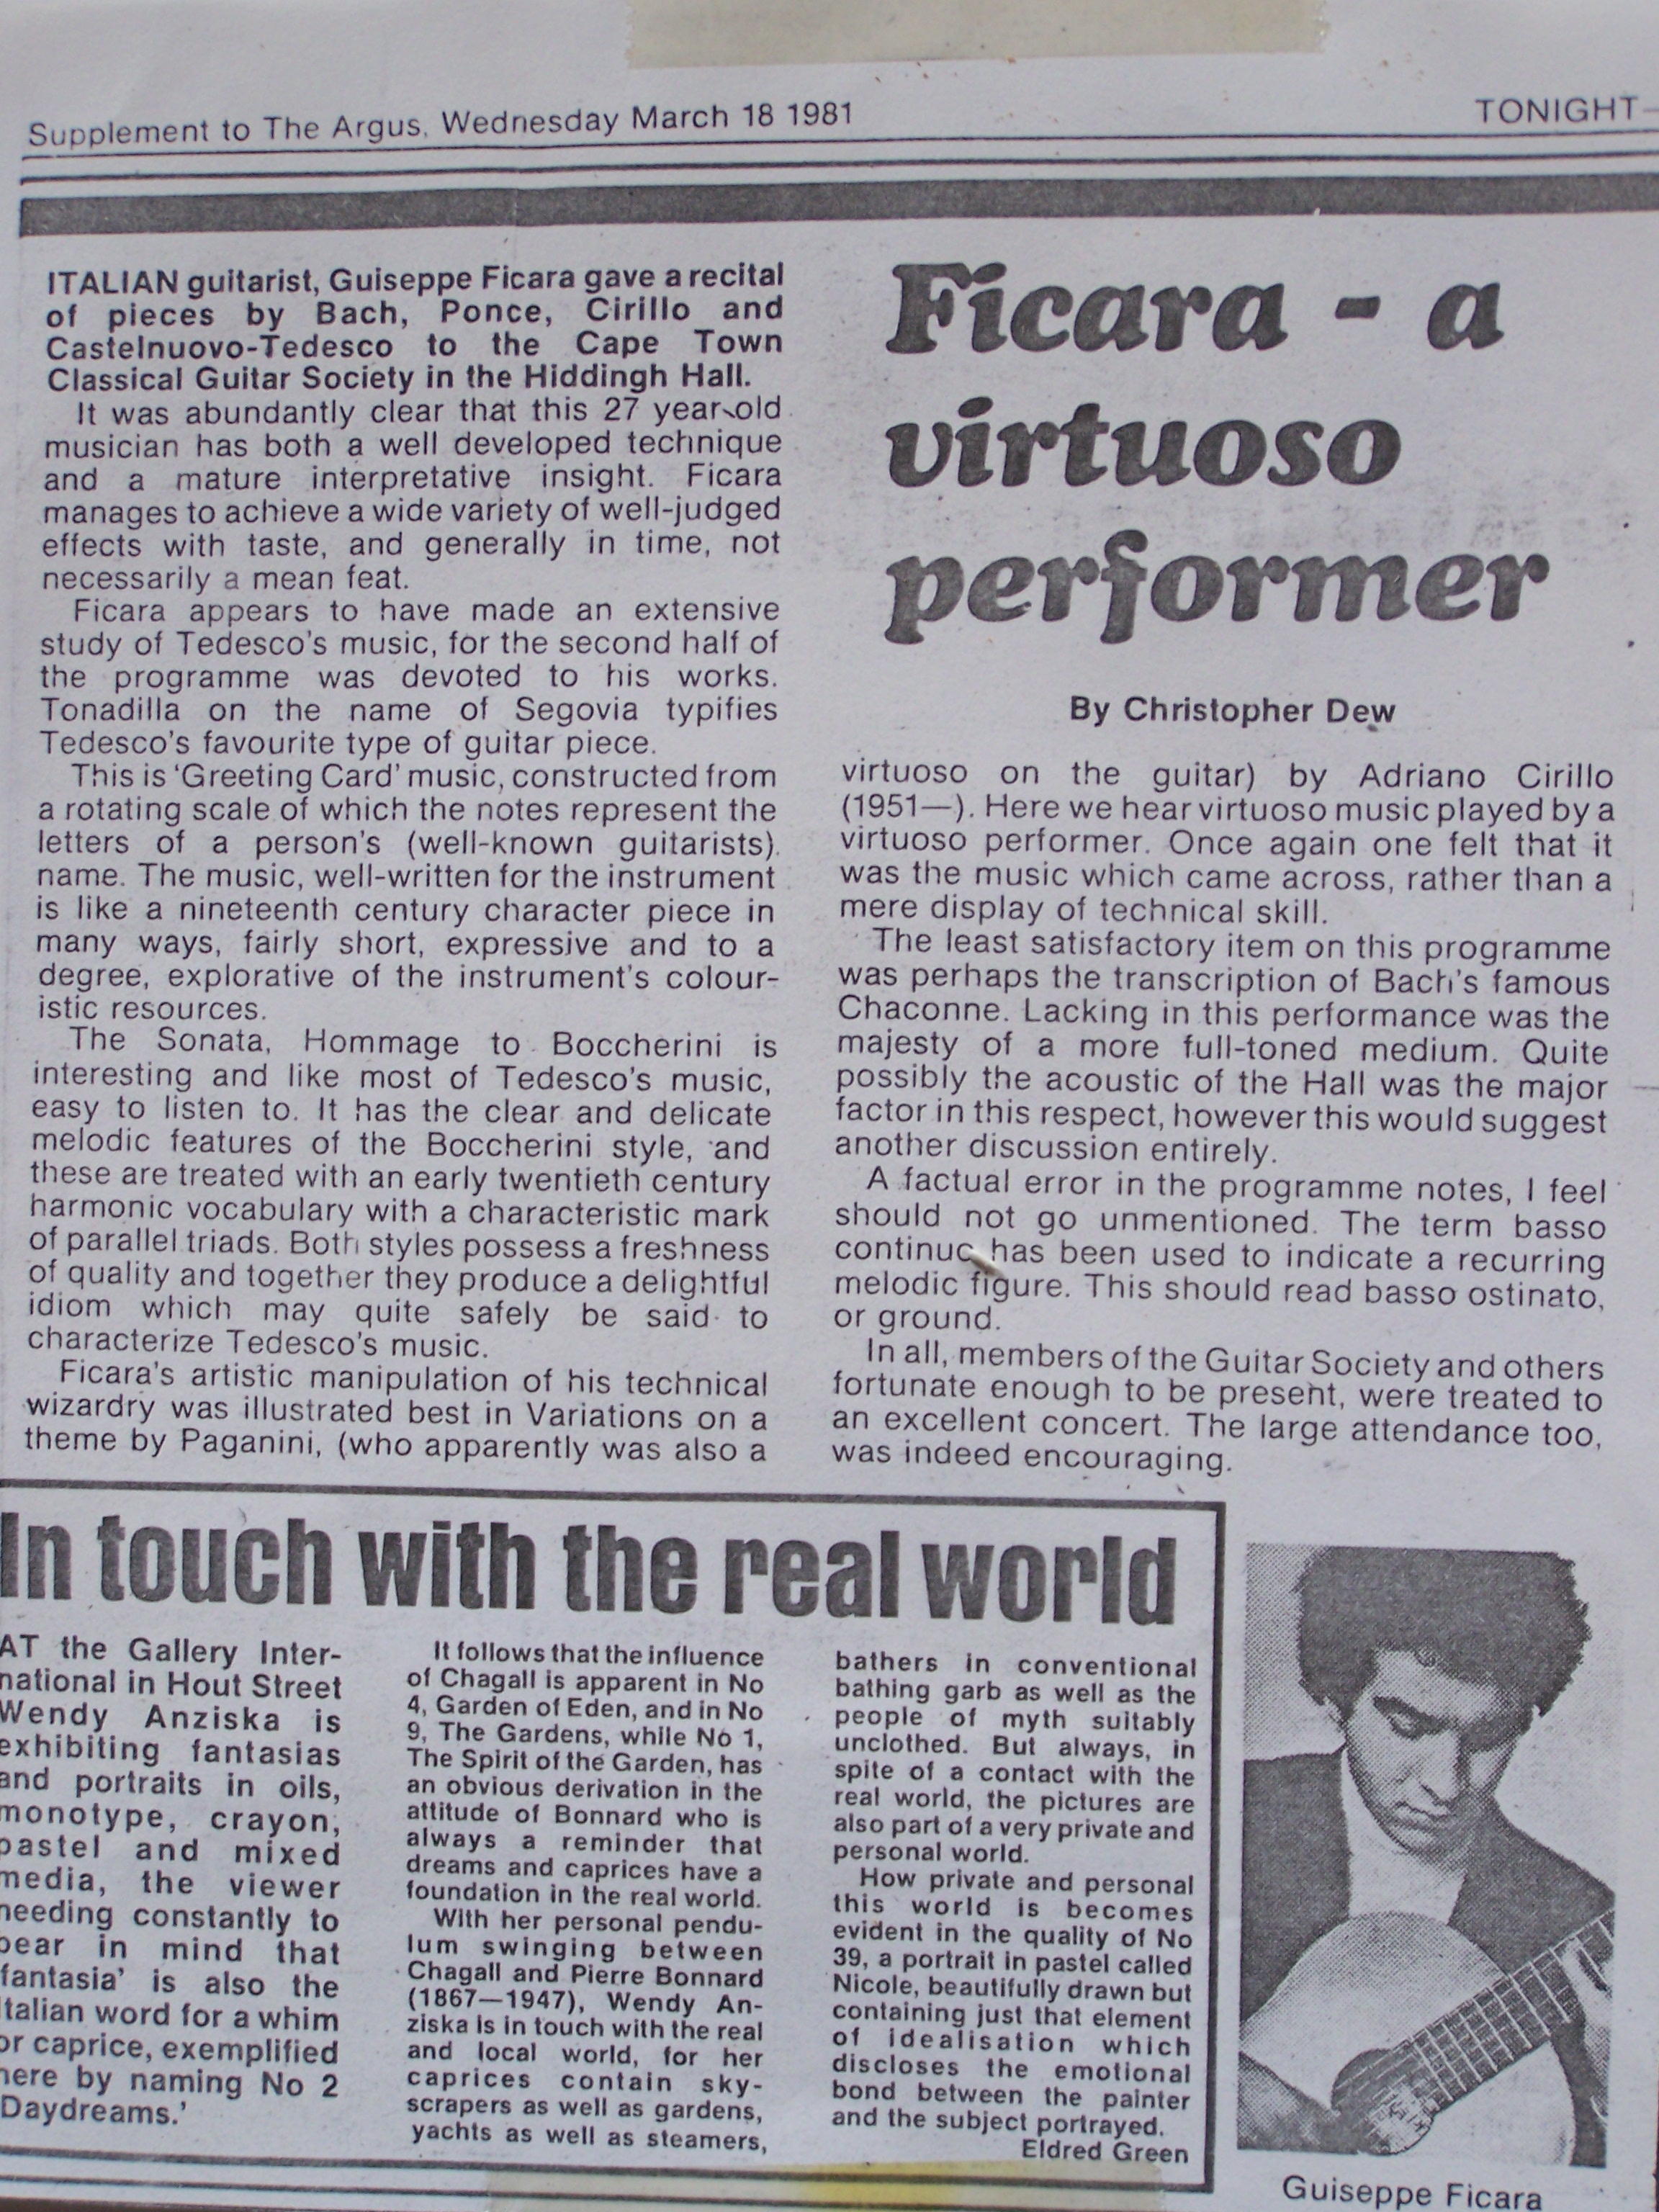 Supplement to The Argus, Wednesday March 18 1981
TONIGHT—
Ficara - a
virtuoso
performer
By Christopher Dew
ITALIAN guitarist, Guiseppe Ficara gave a recital
of pieces by Bach, Ponce, Cirillo and
Castelnuovo-Tedesco to the Cape Town
Classical Guitar Society in the Hiddingh Hall.
It was abundantly clear that this 27 year-old
musician has both a well developed technique
and a mature interpretative insight. Ficara
manages to achieve a wide variety of well-judged
effects with taste, and generally in time, not
necessarily a mean feat.
Ficara appears to have made an extensive
study of Tedesco's music, for the second half of
the programme was devoted to his works.
Tonadilla on the name of Segovia typifies
Tedesco's favourite type of guitar piece.
This is 'Greeting Card' music, constructed from
a rotating scale of which the notes represent the
letters of a person's (well-known guitarists)
name. The music, well-written for the instrument
is like a nineteenth century character piece in
many ways, fairly short, expressive and to a
degree, explorative of the instrument's colour-
istic resources.
The Sonata, Hommage to Boccherini is
interesting and like most of Tedesco's music,
easy to listen to. It has the clear and delicate
melodic features of the Boccherini style, and
these are treated with an early twentieth century
harmonic vocabulary with a characteristic mark
of parallel triads. Both styles possess a freshness
of quality and together they produce a delightful
idiom which may quite safely be said to
characterize Tedesco's music.
Ficara's artistic manipulation of his technical
wizardry was illustrated best in Variations on a
theme by Paganini, (who apparently was also a
virtuoso on the guitar) by Adriano Cirillo
(1951—). Here we hear virtuoso music played by a
virtuoso performer. Once again one felt that it
was the music which came across, rather than a
mere display of technical skill.
The least satisfactory item on this programme
was perhaps the transcription of Bach's famous
Chaconne. Lacking in this performance was the
majesty of a more full-toned medium. Quite
possibly the acoustic of the Hall was the major
factor in this respect, however this would suggest
another discussion entirely.
A factual error in the programme notes, I feel
should not go unmentioned. The term basso
continuo has been used to indicate a recurring
melodic figure. This should read basso ostinato,
or ground.
In all, members of the Guitar Society and others
fortunate enough to be present, were treated to
an excellent concert. The large attendance too,
was indeed encouraging.
In touch with the real world
AT the Gallery Inter-
national in Hout Street
Wendy Anziska is
exhibiting fantasias
and portraits in oils,
monotype, crayon,
pastel and mixed
media, the viewer
needing constantly to
bear in mind that
fantasia' is also the
Italian word for a whim
or caprice, exemplified
here by naming No 2
Daydreams.'
It follows that the influence
of Chagall is apparent in No
4, Garden of Eden, and in No
9, The Gardens, while No 1,
The Spirit of the Garden, has
an obvious derivation in the
attitude of Bonnard who is
always a reminder that
dreams and caprices have a
foundation in the real world.
With her personal pendu-
lum swinging between
Chagall and Pierre Bonnard
(1867—1947), Wendy An-
ziska is in touch with the real
and local world, for her
caprices contain sky-
scrapers as well as gardens,
yachts as well as steamers,
bathers in conventional
bathing garb as well as the
people of myth suitably
unclothed. But always, in
spite of a contact with the
real world, the pictures are
also part of a very private and
personal world.
How private and personal
this world is becomes
evident in the quality of No
39, a portrait in pastel called
Nicole, beautifully drawn but
containing just that element
of idealisation which
discloses the emotional
bond between the painter
and the subject portrayed.
Eldred Green
Guiseppe Ficara